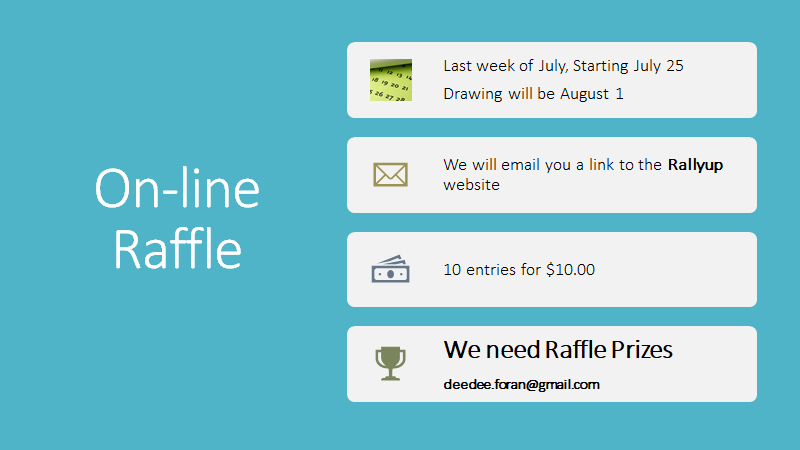 On-line
Raffle
Last week of July, Starting July 25
Drawing will be August 1
We will email you a link to the Rallyup
website
10 entries for $10.00
We need Raffle Prizes
deedee.foran@gmail.com